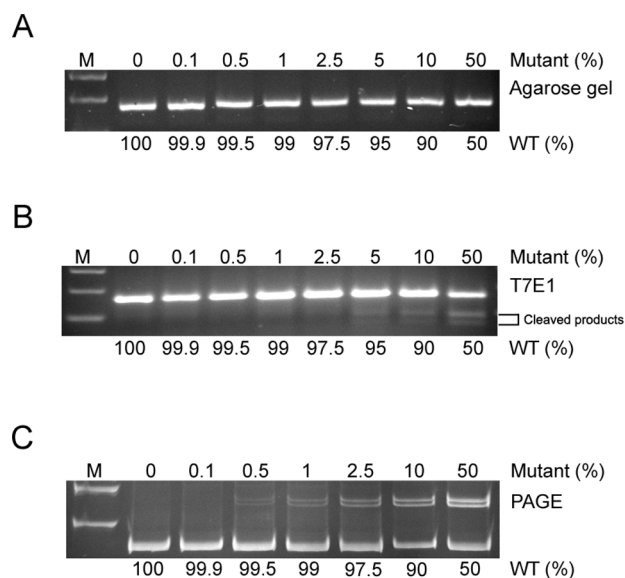 A
M 0 0.1 0.5 1 2.5 5 10 50 Mutant (%)
Agarose gel
100 99.9 99.5 99 97.5 95 90 50 WT (%)
B
M 0 0.1 0.5 1 2.5 5 10 50 Mutant (%)
T7E1
Cleaved products
100 99.9 99.5 99 97.5 95 90 50 WT (%)
C
M 0 0.1 0.5 1 2.5 10 50 Mutant (%)
PAGE
100 99.9 99.5 99 97.5 90 50 WT (%)